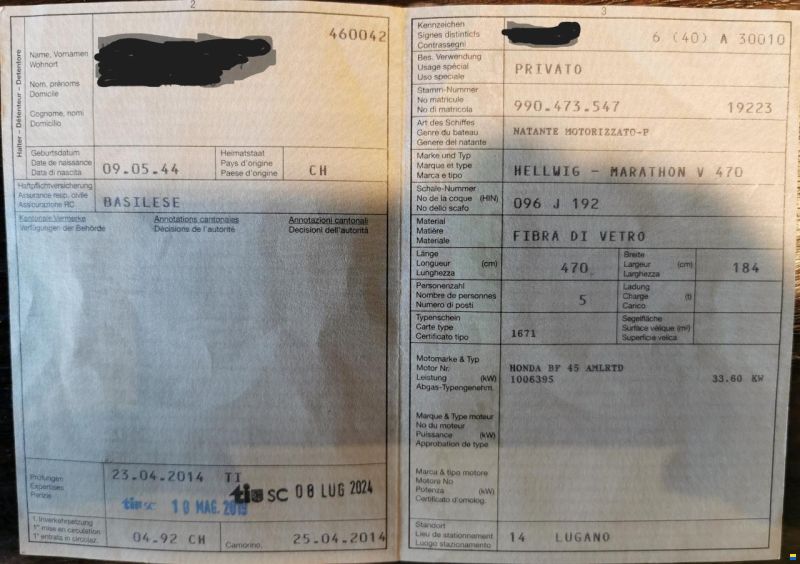 2
460042
Halter – Détenteur – Detentore
Name, Vornamen
Wohnort
Nom, prénoms
Domicile
Cognome, nomi
Domicilio
Geburtsdatum
Date de naissance
Data di nascita
09.05.44
Heimatstaat
Pays d'origine
Paese d'origine
CH
Haftpflichtversicherung
Assurance resp. civile
Assicurazione RC
BASILESE
Kantonale Vermerke
Verfügungen der Behörde
Annotations cantonales
Décisions de l'autorité
Annotazioni cantonali
Decisioni dell'autorità
Prüfungen
Expertises
Perizie
23.04.2014 TI
tiusc 10 MAG. 2019
tiusc 08 LUG 2024
1. Inverkehrsetzung
1re mise en circulation
1a entrata in circolaz.
04.92 CH
Camorino,
25.04.2014
3
Kennzeichen
Signes distinctifs
Contrassegni
6 (40) A 30010
Bes. Verwendung
Usage spécial
Uso speciale
PRIVATO
Stamm-Nummer
No matricule
No di matricola
990.473.547 19223
Art des Schiffes
Genre du bateau
Genere del natante
NATANTE MOTORIZZATO-P
Marke und Typ
Marque et type
Marca e tipo
HELLWIG - MARATHON V 470
Schale-Nummer
No de la coque (HIN)
No dello scafo
096 J 192
Material
Matière
Materiale
FIBRA DI VETRO
Länge
Longueur (cm)
Lunghezza
470
Breite
Largeur (cm)
Larghezza
184
Personenzahl
Nombre de personnes
Numero di posti
5
Ladung
Charge (t)
Carico
Typenschein
Carte type
Certificato tipo
1671
Segelfläche
Surface vélique (m²)
Superficie velica
Motormarke & Typ
Motor Nr.
Leistung (kW)
Abgas-Typengenehm.
HONDA BF 45 AMLRTD
1006395 33.60 KW
Marque & Type moteur
No du moteur
Puissance (kW)
Approbation de type
Marca & tipo motore
Motore No
Potenza (kW)
Certificato d'omolog.
Standort
Lieu de stationnement
Luogo stazionamento
14 LUGANO